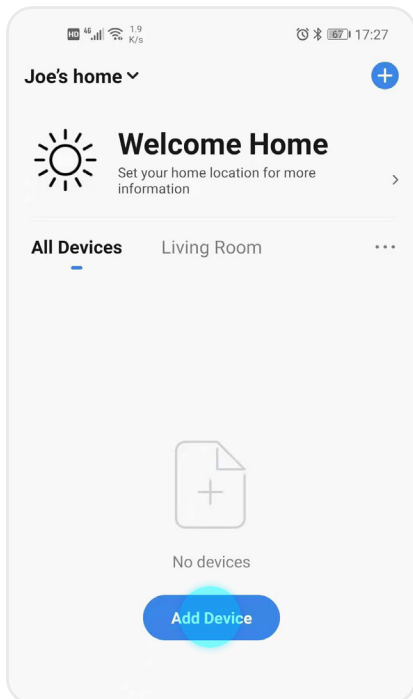 HD 46 1.9 K/s 67 17:27
Joe's home
Welcome Home
Set your home location for more
information
All Devices Living Room
No devices
Add Device